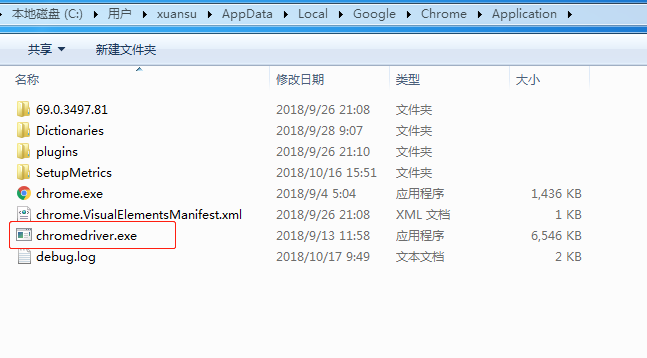 本地磁盘 (C:) 用户 xuansu AppData Local Google Chrome Application
共享 新建文件夹
名称 修改日期 类型 大小
69.0.3497.81 2018/9/26 21:08 文件夹
Dictionaries 2018/9/28 9:07 文件夹
plugins 2018/9/26 21:10 文件夹
SetupMetrics 2018/10/16 15:51 文件夹
chrome.exe 2018/9/4 5:04 应用程序 1,436 KB
chrome.VisualElementsManifest.xml 2018/9/26 21:08 XML 文档 1 KB
chromedriver.exe 2018/9/13 11:58 应用程序 6,546 KB
debug.log 2018/10/17 9:49 文本文档 2 KB